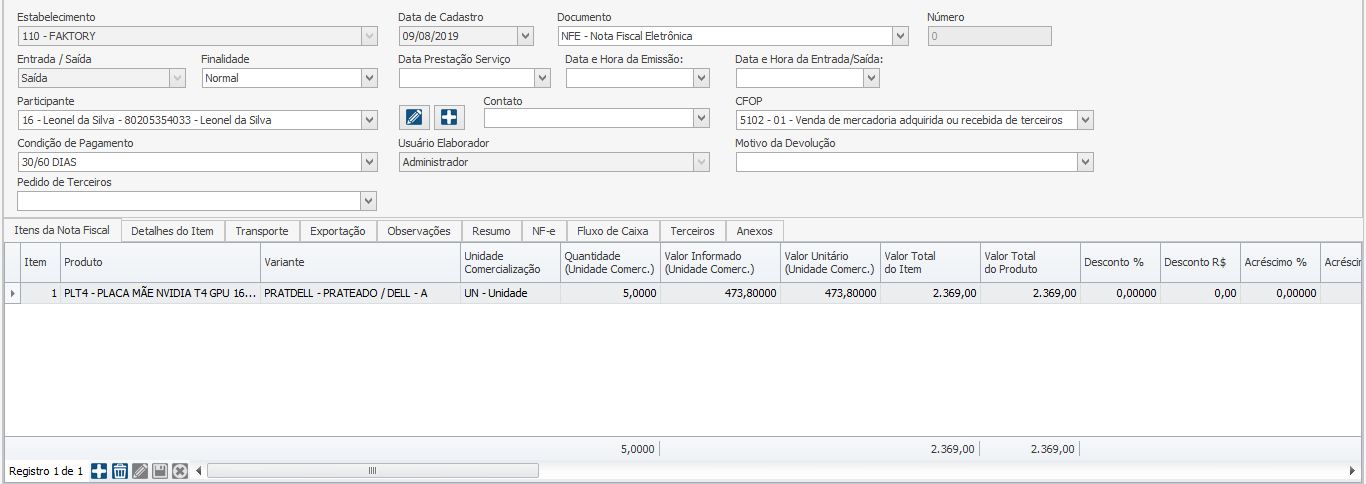 Estabelecimento Data de Cadastro Documento Número
110 - FAKTORY 09/08/2019 NFE - Nota Fiscal Eletrônica 0
Entrada / Saída Finalidade Data Prestação Serviço Data e Hora da Emissão: Data e Hora da Entrada/Saída:
Saída Normal
Participante Contato CFOP
16 - Leonel da Silva - 80205354033 - Leonel da Silva 5102 - 01 - Venda de mercadoria adquirida ou recebida de terceiros
Condição de Pagamento Usuário Elaborador Motivo da Devolução
30/60 DIAS Administrador
Pedido de Terceiros
Itens da Nota Fiscal Detalhes do Item Transporte Exportação Observações Resumo NF-e Fluxo de Caixa Terceiros Anexos
Item Produto Variante Unidade Comercialização Quantidade (Unidade Comerc.) Valor Informado (Unidade Comerc.) Valor Unitário (Unidade Comerc.) Valor Total do Item Valor Total do Produto Desconto % Desconto R$ Acréscimo % Acréscim
1 PLT4 - PLACA MÃE NVIDIA T4 GPU 16... PRATDELL - PRATEADO / DELL - A UN - Unidade 5,0000 473,80000 473,80000 2.369,00 2.369,00 0,00000 0,00 0,00000
5,0000 2.369,00 2.369,00
Registro 1 de 1